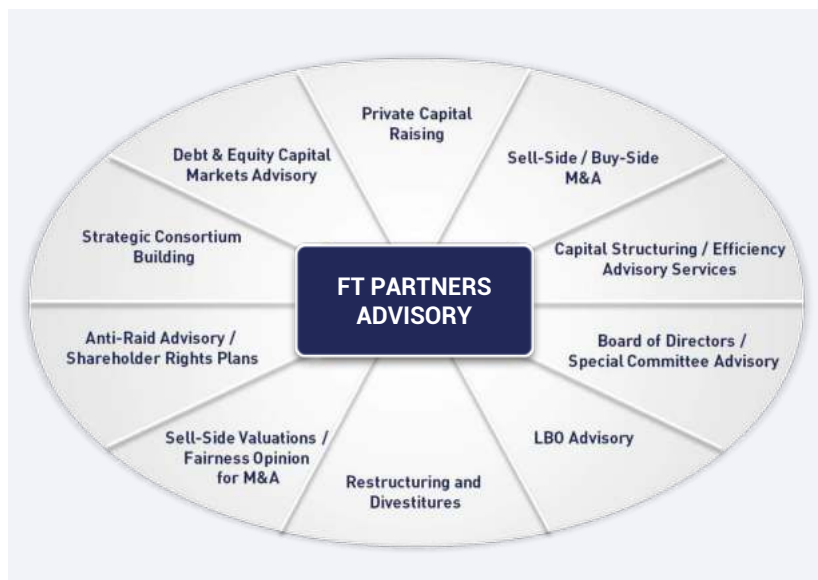 Private Capital
Raising
Sell-Side / Buy-Side
M&A
Capital Structuring / Efficiency
Advisory Services
Board of Directors /
Special Committee Advisory
LBO Advisory
Restructuring and
Divestitures
Sell-Side Valuations /
Fairness Opinion
for M&A
Anti-Raid Advisory /
Shareholder Rights Plans
Strategic Consortium
Building
Debt & Equity Capital
Markets Advisory
FT PARTNERS
ADVISORY